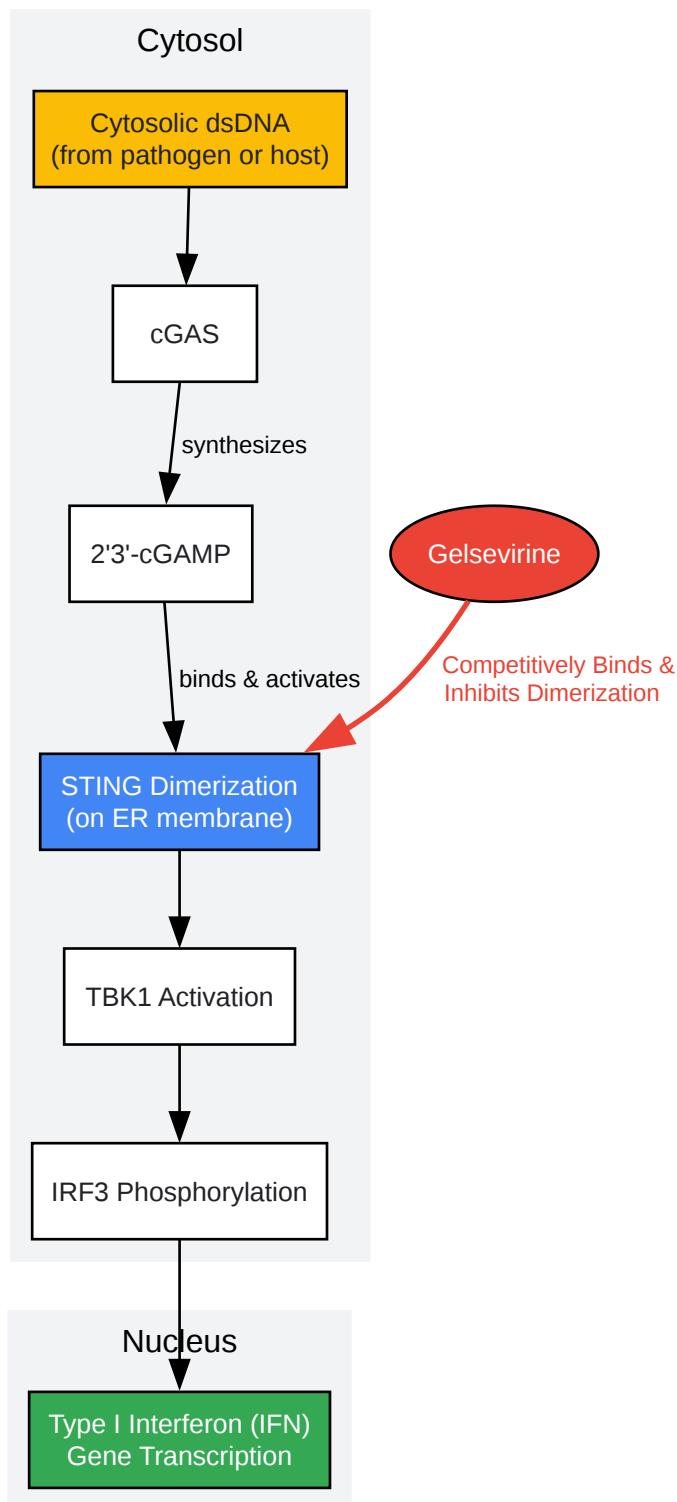 Cytosol
Cytosolic dsDNA
(from pathogen or host)
cGAS
synthesizes
2'3'-cGAMP
Gelsevirine
binds & activates
Competitively Binds &
Inhibits Dimerization
STING Dimerization
(on ER membrane)
TBK1 Activation
IRF3 Phosphorylation
Nucleus
Type I Interferon (IFN)
Gene Transcription